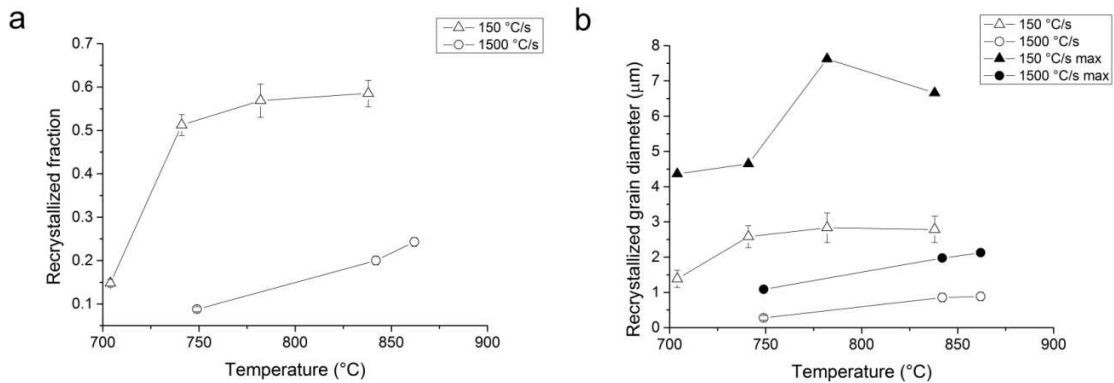 a
150 °C/s
1500 °C/s
Recrystallized fraction
0.7
0.6
0.5
0.4
0.3
0.2
0.1
700 750 800 850 900
Temperature (°C)
b
150 °C/s
1500 °C/s
150 °C/s max
1500 °C/s max
Recrystallized grain diameter (μm)
8
7
6
5
4
3
2
1
0
700 750 800 850 900
Temperature (°C)